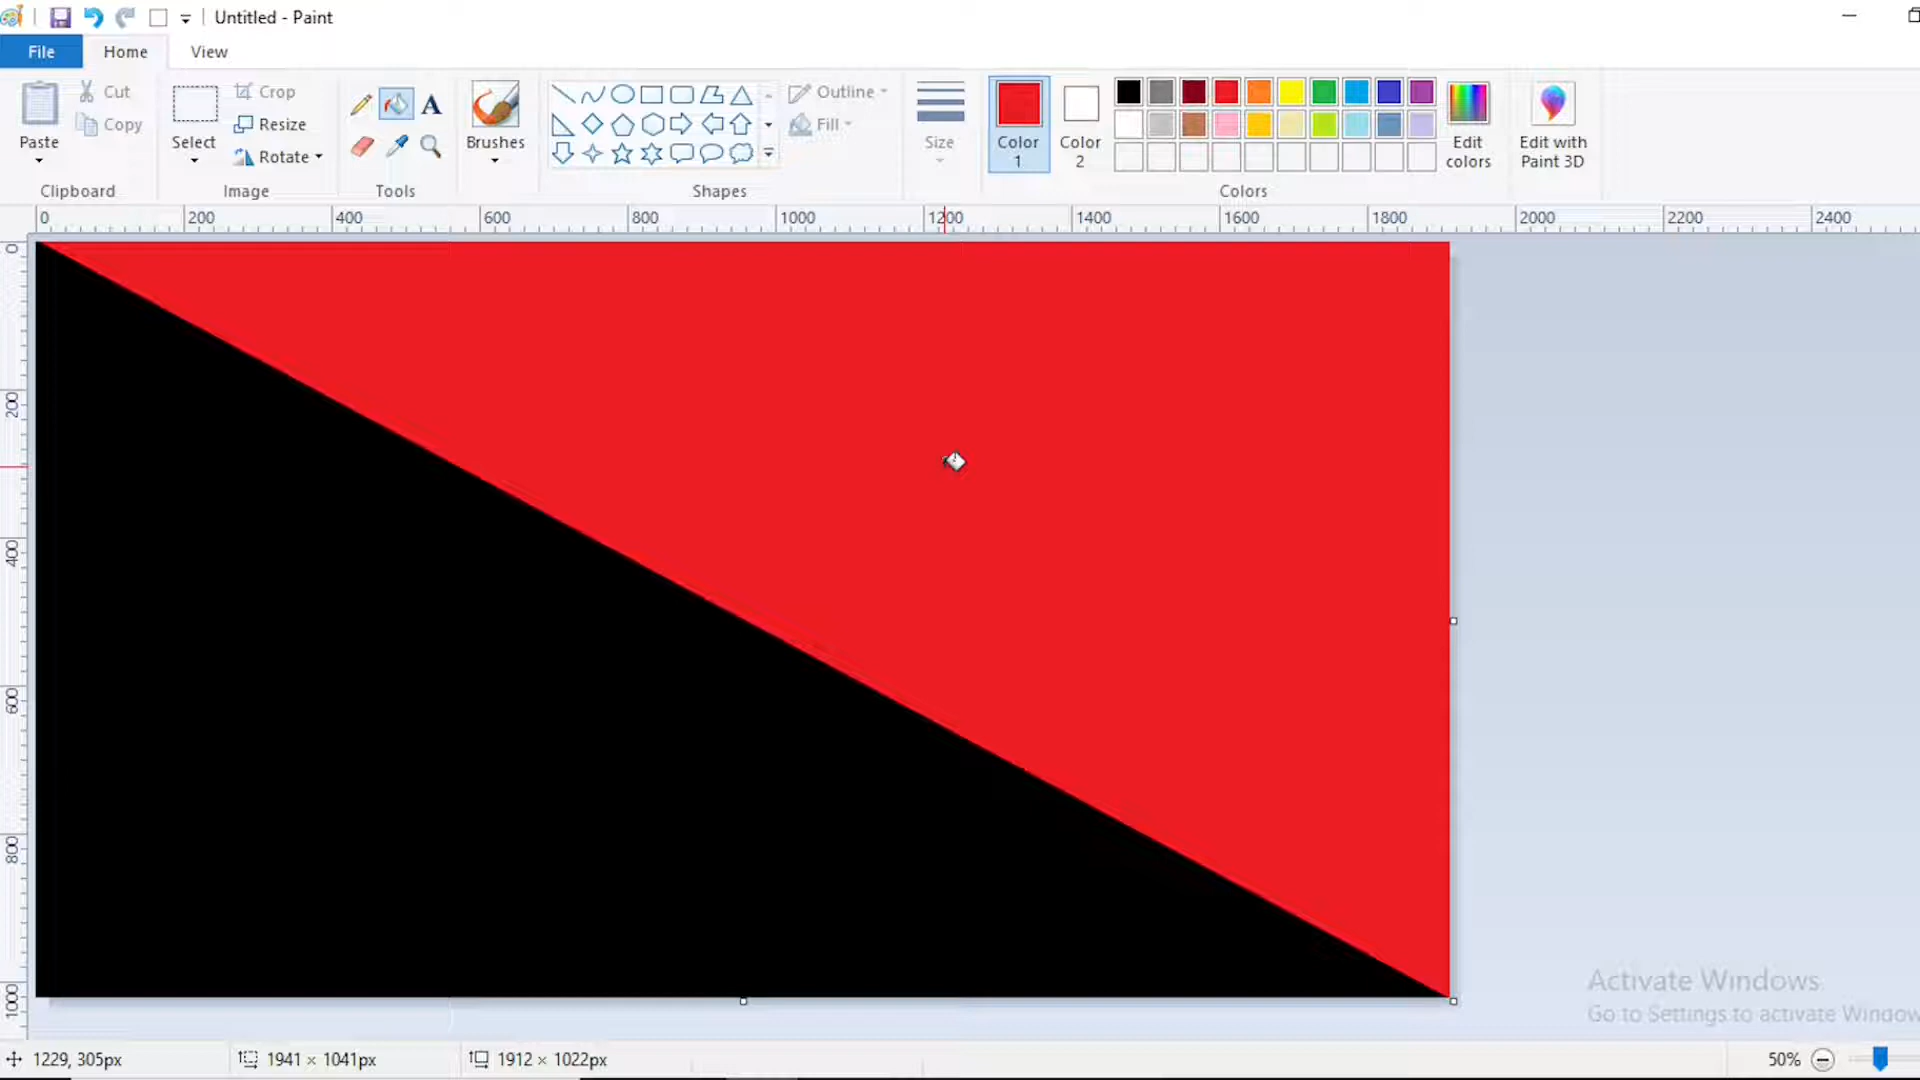 Untitled - Paint
File Home View
Paste
Cut
Copy
Clipboard
Select
Crop
Resize
Rotate
Image
A
Tools
Brushes
Shapes
Outline
Fill
Size
Color 1
Color 2
Colors
Edit colors
Edit with Paint 3D
0 200 400 600 800 1000 1200 1400 1600 1800 2000 2200 2400
0
200
400
600
800
1000
Activate Windows
Go to Settings to activate Window
1229, 305px 1941 × 1041px 1912 × 1022px 50%